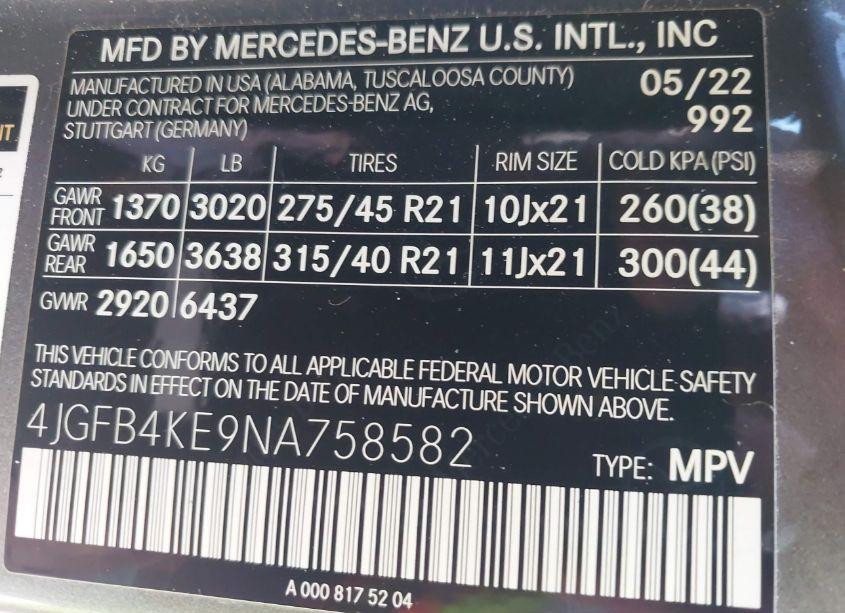 MFD BY MERCEDES-BENZ U.S. INTL., INC
MANUFACTURED IN USA (ALABAMA, TUSCALOOSA COUNTY) 05/22
UNDER CONTRACT FOR MERCEDES-BENZ AG,
STUTTGART (GERMANY) 992
KG LB TIRES RIM SIZE COLD KPA (PSI)
GAWR FRONT 1370 3020 275/45 R21 10Jx21 260(38)
GAWR REAR 1650 3638 315/40 R21 11Jx21 300(44)
GVWR 2920 6437
THIS VEHICLE CONFORMS TO ALL APPLICABLE FEDERAL MOTOR VEHICLE SAFETY
STANDARDS IN EFFECT ON THE DATE OF MANUFACTURE SHOWN ABOVE.
4JGFB4KE9NA758582
TYPE: MPV
A 000 817 52 04